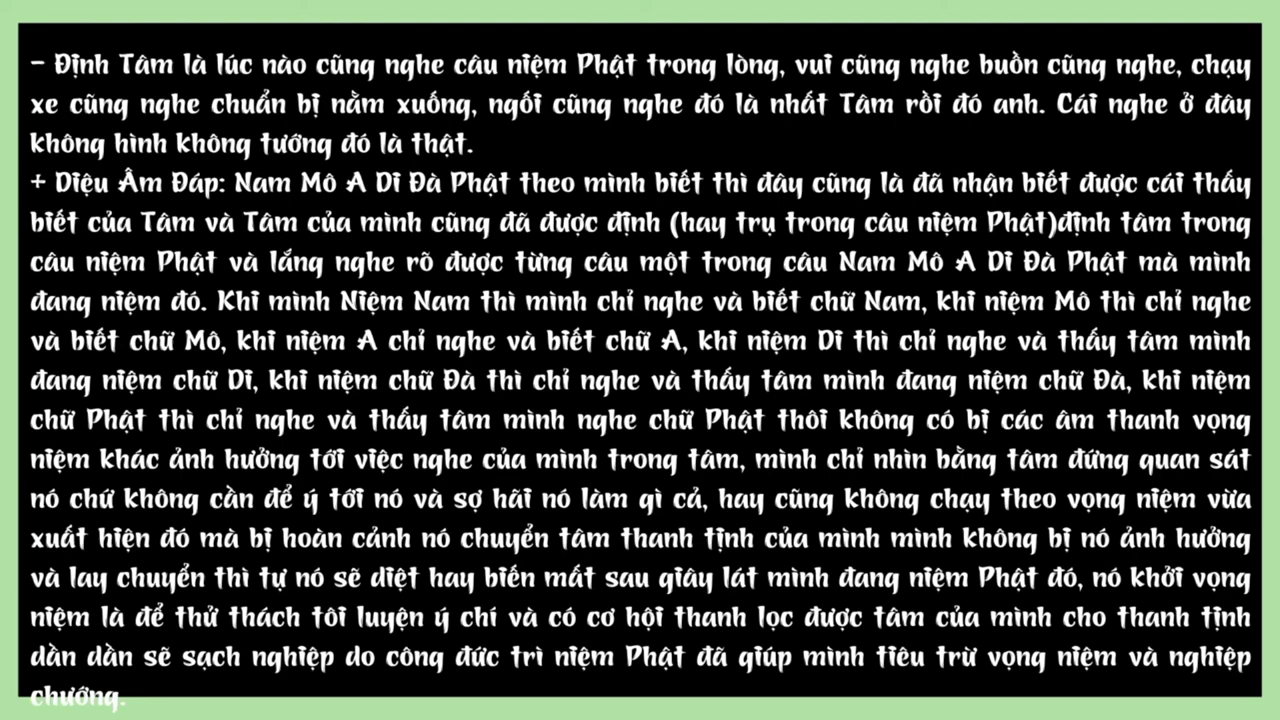 - Định Tâm là lúc nào cũng nghe câu niệm Phật trong lòng, vui cũng nghe buồn cũng nghe, chạy
xe cũng nghe chuẩn bị nằm xuống, ngối cũng nghe đó là nhất Tâm rồi đó anh. Cái nghe ở đây
không hình không tướng đó là thật.
+ Diệu Âm Đáp: Nam Mô A Di Đà Phật theo mình biết thì đây cũng là đã nhận biết được cái thấy
biết của Tâm và Tâm của mình cũng đã được định (hay trụ trong câu niệm Phật)định tâm trong
câu niệm Phật và lắng nghe rõ được từng câu một trong câu Nam Mô A Di Đà Phật mà mình
đang niệm đó. Khi mình Niệm Nam thì mình chỉ nghe và biết chữ Nam, khi niệm Mô thì chỉ nghe
và biết chữ Mô, khi niệm A chỉ nghe và biết chữ A, khi niệm Di thì chỉ nghe và thấy tâm mình
đang niệm chữ Di, khi niệm chữ Đà thì chỉ nghe và thấy tâm mình đang niệm chữ Đà, khi niệm
chữ Phật thì chỉ nghe và thấy tâm mình nghe chữ Phật thôi không có bị các âm thanh vọng
niệm khác ảnh hưởng tới việc nghe của mình trong tâm, mình chỉ nhìn bằng tâm đứng quan sát
nó chứ không cần để ý tới nó và sợ hãi nó làm gì cả, hay cũng không chạy theo vọng niệm vừa
xuất hiện đó mà bị hoàn cảnh nó chuyển tâm thanh tịnh của mình mình không bị nó ảnh hưởng
và lay chuyển thì tự nó sẽ diệt hay biến mất sau giây lát mình đang niệm Phật đó, nó khởi vọng
niệm là để thử thách tôi luyện ý chí và có cơ hội thanh lọc được tâm của mình cho thanh tịnh
dần dần sẽ sạch nghiệp do công đức trì niệm Phật đã giúp mình tiêu trừ vọng niệm và nghiệp
chướng.